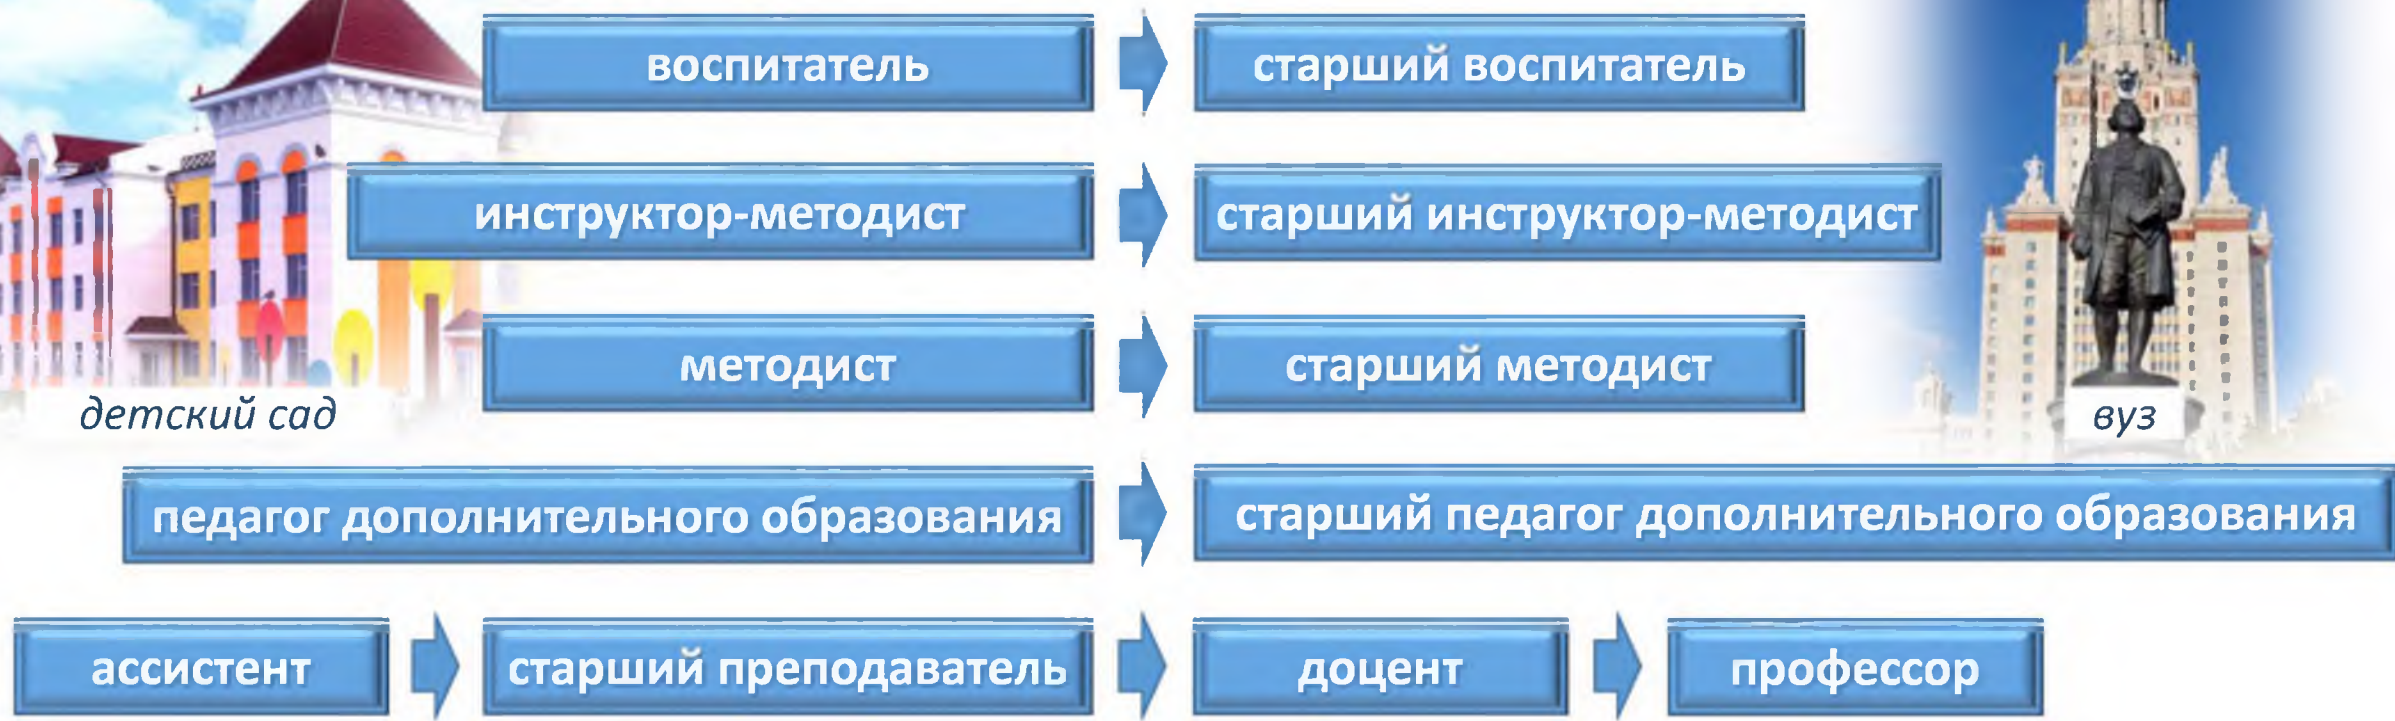 воспитатель
старший воспитатель
инструктор-методист
старший инструктор-методист
методист
старший методист
детский сад
вуз
педагог дополнительного образования
старший педагог дополнительного образования
ассистент
старший преподаватель
доцент
профессор